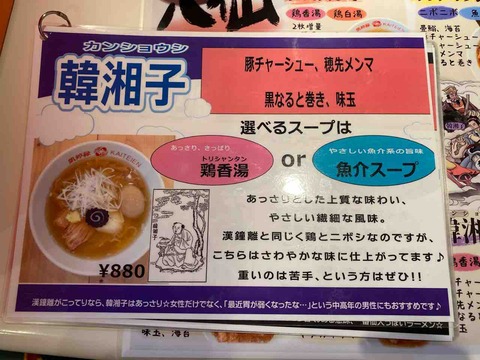 鶏香湯
鶏白湯
2枚増量
カンショウシ
韓湘子
豚チャーシュー、穂先メンマ
黒なると巻き、味玉
選べるスープは
あっさり、さっぱり
トリシャンタン
鶏香湯
or
やさしい魚介系の旨味
魚介スープ
KAITEEN
¥880
あっさりとした上質な味わい、
やさしい繊細な風味。
漢鐘離と同じく鶏とニボシなのですが、
こちらはさわやかな味に仕上がってます♪
重いのは苦手、という方はぜひ!!
漢鐘離がこってりなら、韓湘子はあっさり☆女性だけでなく、「最近胃が弱くなったな…」という中高年の男性にもおすすめです♪
味玉、海苔